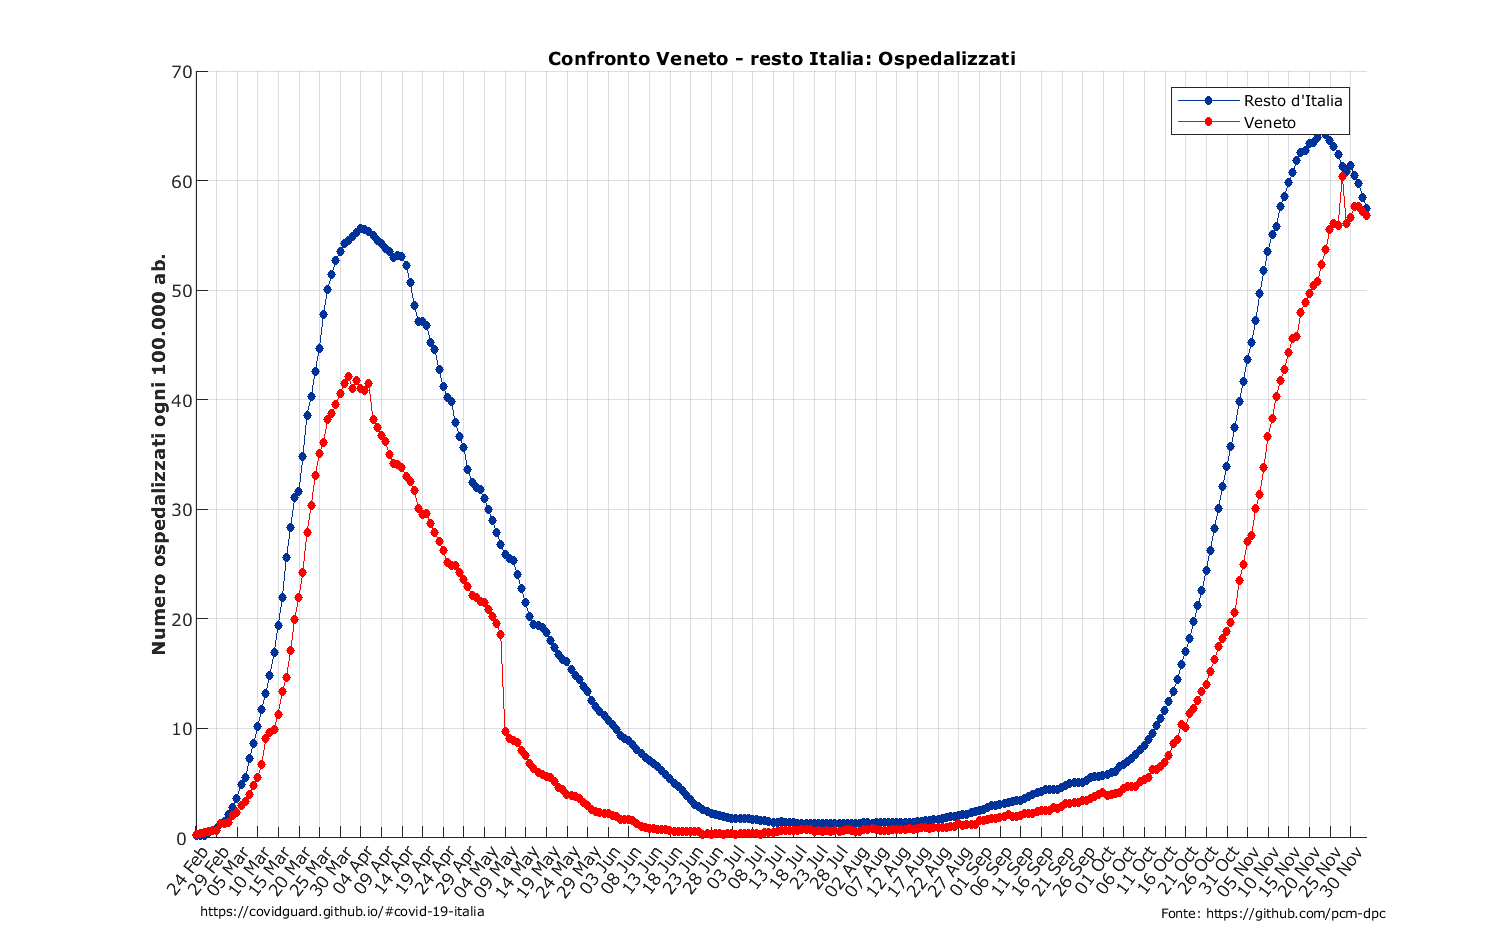 Confronto Veneto - resto Italia: Ospedalizzati
Resto d'Italia
Veneto
Numero ospedalizzati ogni 100.000 ab.
70
60
50
40
30
20
10
0
24 Feb
29 Feb
05 Mar
10 Mar
15 Mar
20 Mar
25 Mar
30 Mar
04 Apr
09 Apr
14 Apr
19 Apr
24 Apr
29 Apr
04 May
09 May
14 May
19 May
24 May
29 May
03 Jun
08 Jun
13 Jun
18 Jun
23 Jun
28 Jun
03 Jul
08 Jul
13 Jul
18 Jul
23 Jul
28 Jul
02 Aug
07 Aug
12 Aug
17 Aug
22 Aug
27 Aug
01 Sep
06 Sep
11 Sep
16 Sep
21 Sep
26 Sep
01 Oct
06 Oct
11 Oct
16 Oct
21 Oct
26 Oct
31 Oct
05 Nov
10 Nov
15 Nov
20 Nov
25 Nov
30 Nov
https://covidguard.github.io/#covid-19-italia
Fonte: https://github.com/pcm-dpc